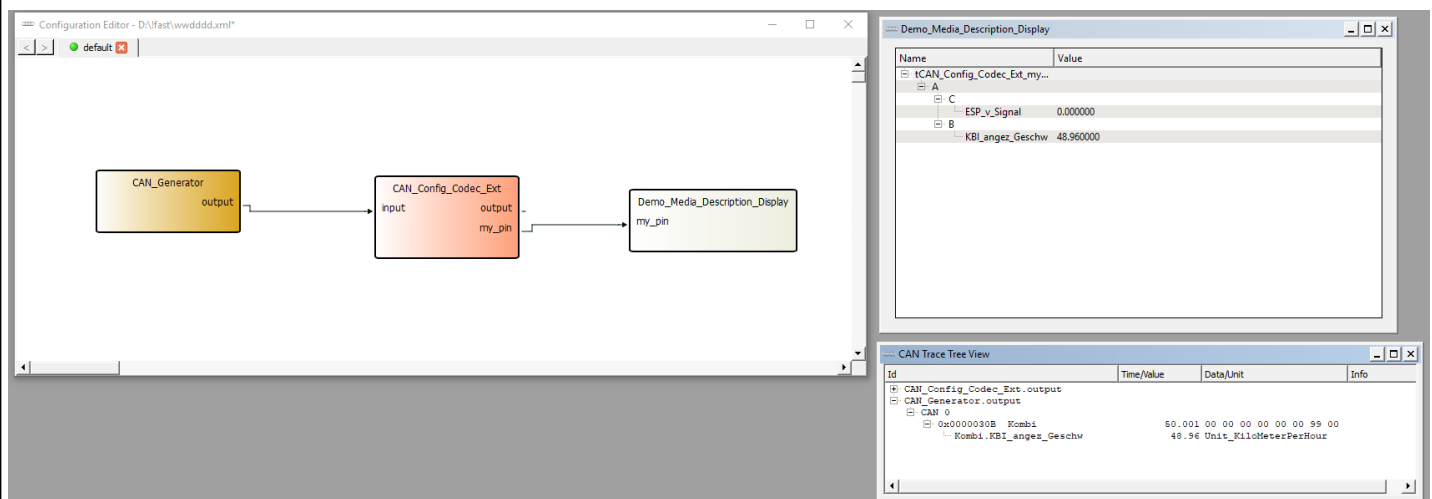 Configuration Editor - D:\!fast\wwdddd.xml*
< > default
CAN_Generator
output
CAN_Config_Codec_Ext
input output
my_pin
Demo_Media_Description_Display
my_pin
Demo_Media_Description_Display
Name Value
tCAN_Config_Codec_Ext_my...
A
C
ESP_v_Signal 0.000000
B
KBI_angez_Geschw 48.960000
CAN Trace Tree View
Id Time/Value Data/Unit Info
CAN_Config_Codec_Ext.output
CAN_Generator.output
CAN 0
0x0000030B Kombi 50.001 00 00 00 00 00 00 99 00
Kombi.KBI_angez_Geschw 48.96 Unit_KiloMeterPerHour